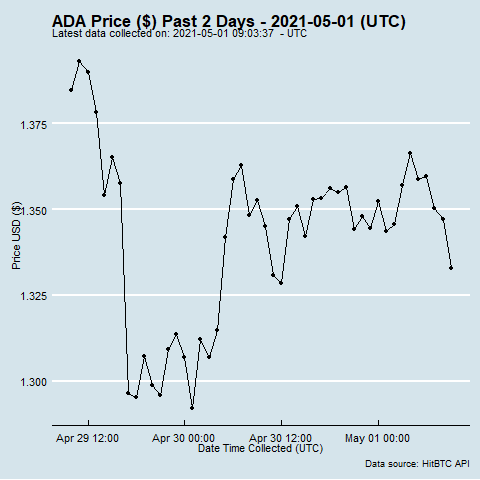 ADA Price ($) Past 2 Days - 2021-05-01 (UTC)
Latest data collected on: 2021-05-01 09:03:37 - UTC
1.375
1.350
1.325
1.300
Price USD ($)
Apr 29 12:00
Apr 30 00:00
Apr 30 12:00
May 01 00:00
Date Time Collected (UTC)
Data source: HitBTC API